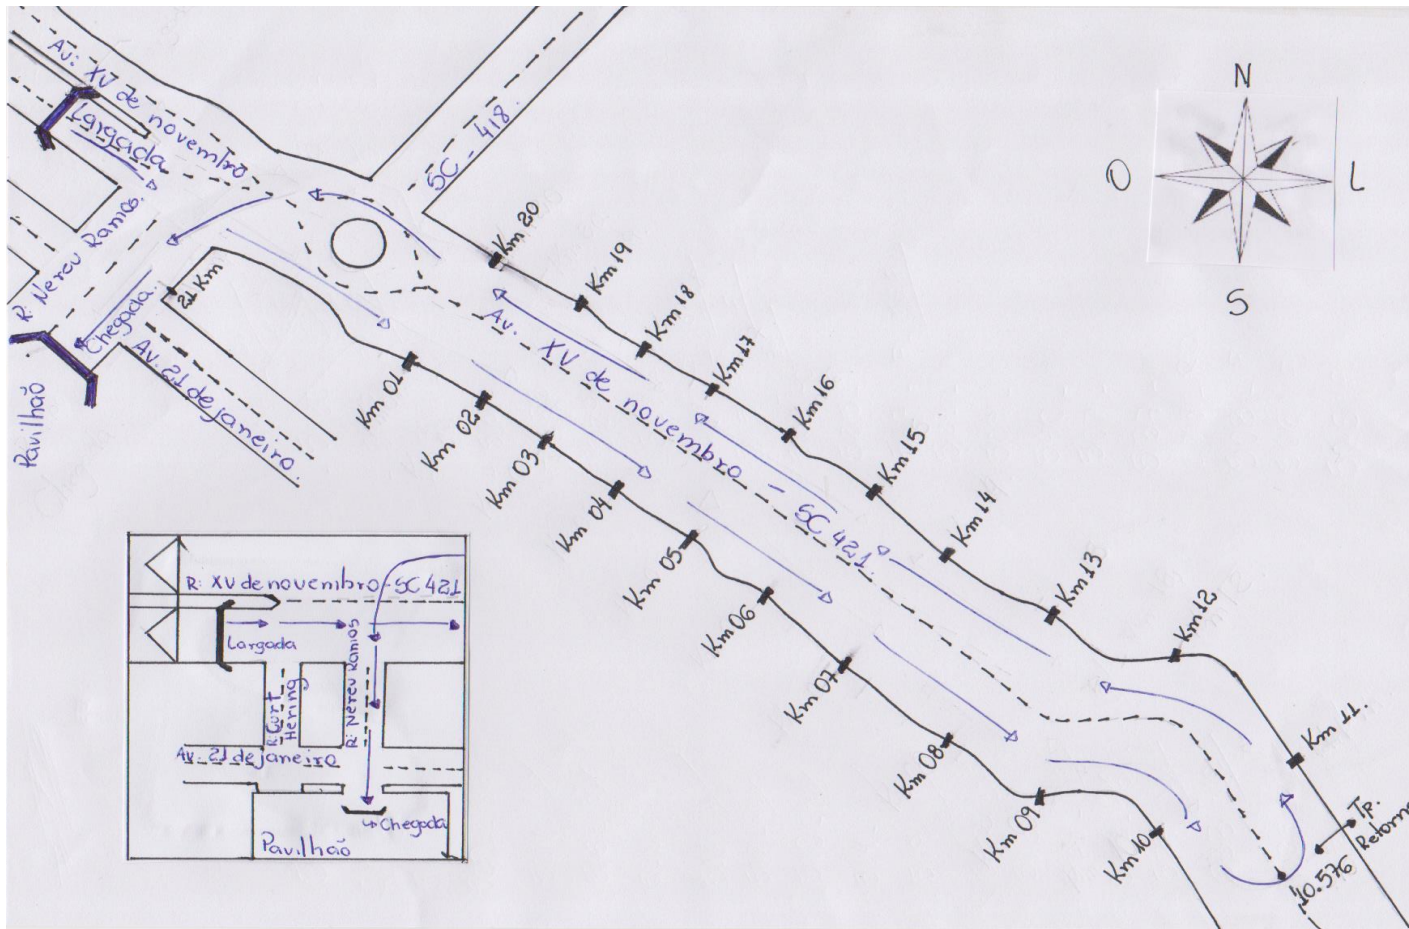 Av: XV de novembro
Largada
R. Nereu Ramos.
Chegada.
21 Km
Av. 21 de janeiro.
Pavilhão
SC - 418.
N
O
L
S
Km 20
Km 19
Km 18
Km 17
Km 16
Km 15
Km 14
Km 13
Km 12
Km 11.
Av. XV de novembro - SC 421.
Km 01
Km 02
Km 03
Km 04
Km 05
Km 06
Km 07
Km 08
Km 09
Km 10
Tp.
Retorno
10.576
R: XV de novembro - SC 421
Largada
R: Curt
Hering
R: Nereu Ramos
Av. 21 de janeiro
Chegada
Pavilhão